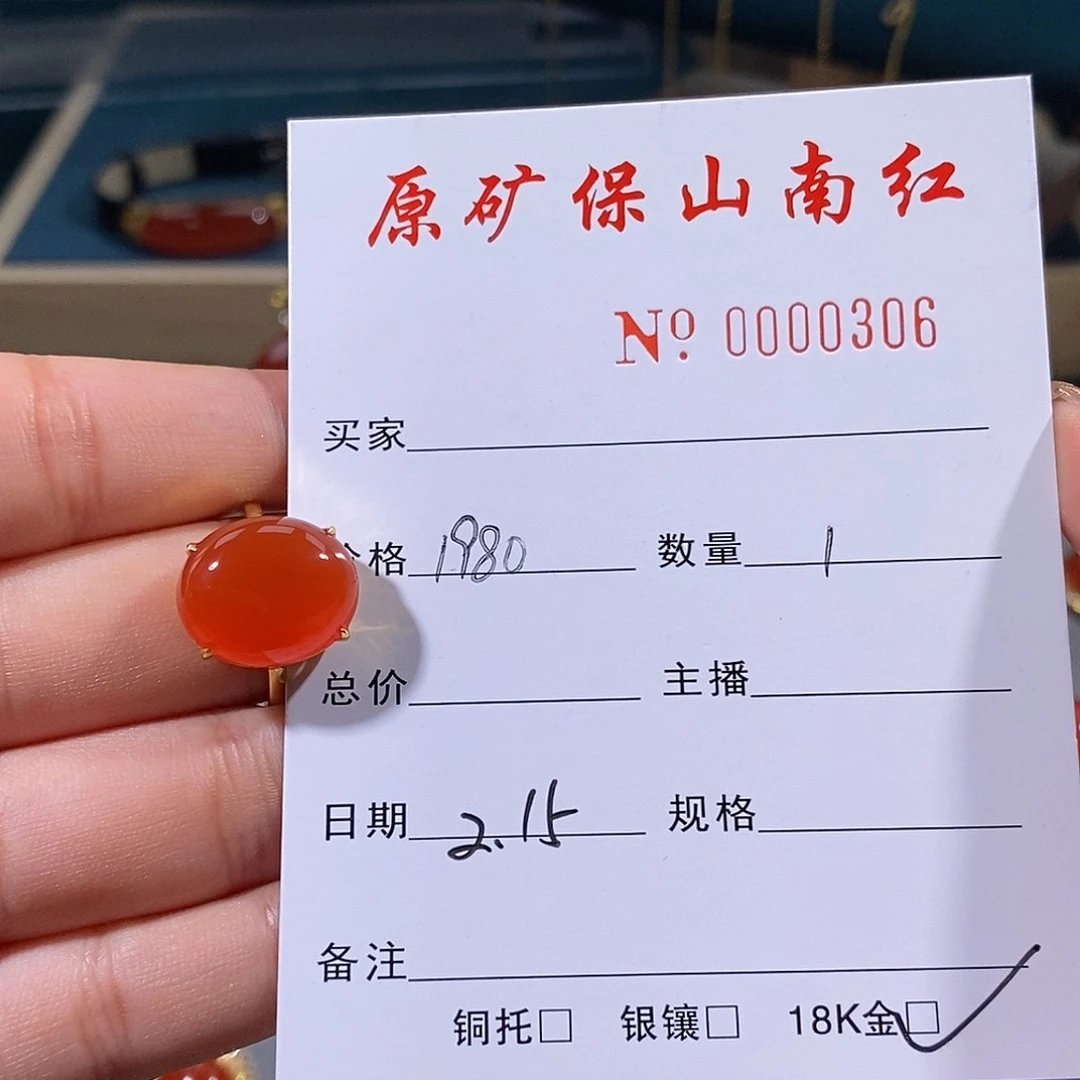 原矿保山南红
Nº 0000306
买家
价格 1980 数量 1
总价 主播
日期 2.15 规格
备注
铜托□ 银镶□ 18K金□✓